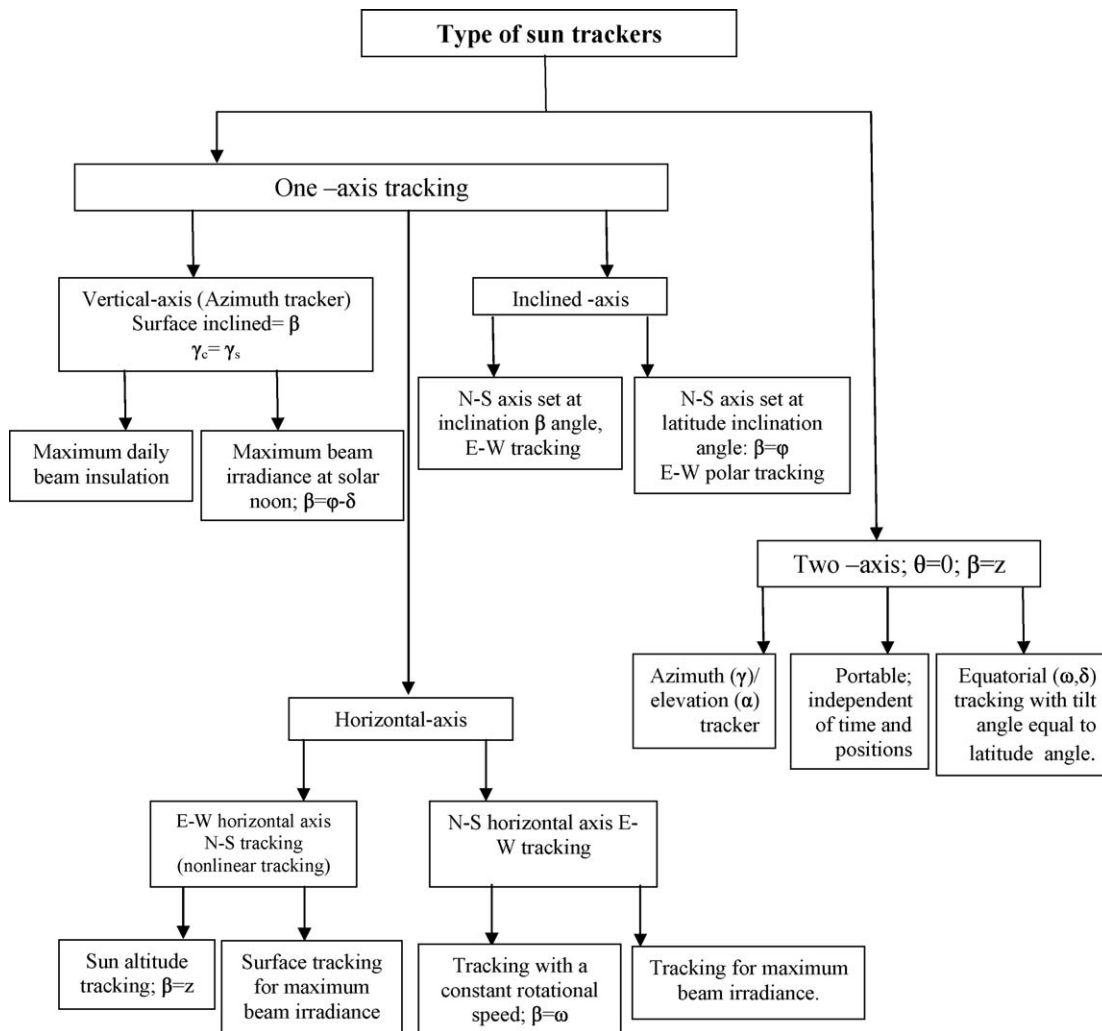 Type of sun trackers
One –axis tracking
Vertical-axis (Azimuth tracker)
Surface inclined= β
γc= γs
Inclined -axis
Maximum daily
beam insulation
Maximum beam
irradiance at solar
noon; β=φ-δ
N-S axis set at
inclination β angle,
E-W tracking
N-S axis set at
latitude inclination
angle: β=φ
E-W polar tracking
Two –axis; θ=0; β=z
Azimuth (γ)/
elevation (α)
tracker
Portable;
independent
of time and
positions
Equatorial (ω,δ)
tracking with tilt
angle equal to
latitude angle.
Horizontal-axis
E-W horizontal axis
N-S tracking
(nonlinear tracking)
N-S horizontal axis E-
W tracking
Sun altitude
tracking; β=z
Surface tracking
for maximum
beam irradiance
Tracking with a
constant rotational
speed; β=ω
Tracking for maximum
beam irradiance.